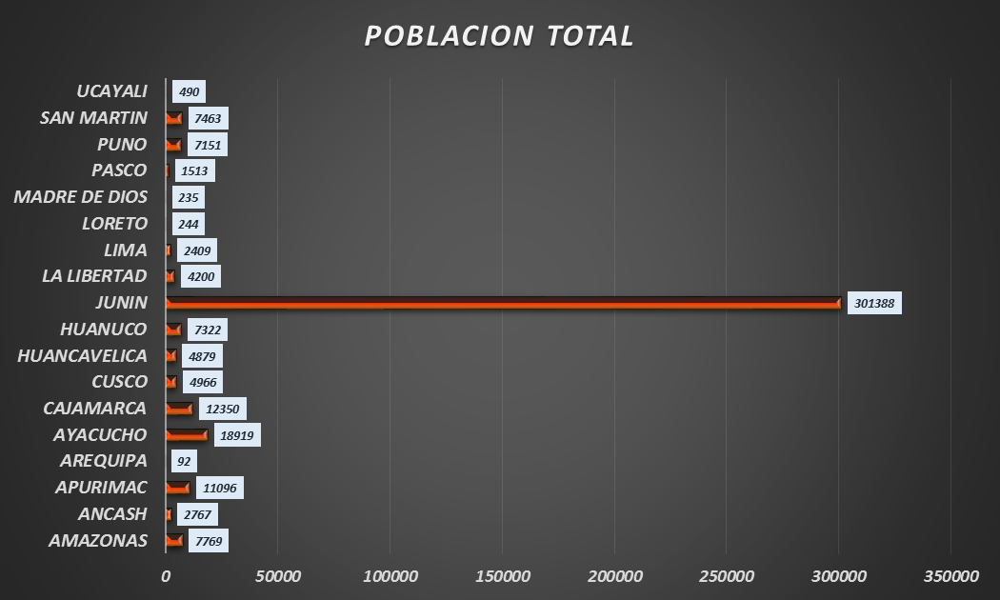 POBLACION TOTAL
UCAYALI 490
SAN MARTIN 7463
PUNO 7151
PASCO 1513
MADRE DE DIOS 235
LORETO 244
LIMA 2409
LA LIBERTAD 4200
JUNIN 301388
HUANUCO 7322
HUANCAVELICA 4879
CUSCO 4966
CAJAMARCA 12350
AYACUCHO 18919
AREQUIPA 92
APURIMAC 11096
ANCASH 2767
AMAZONAS 7769
0 50000 100000 150000 200000 250000 300000 350000